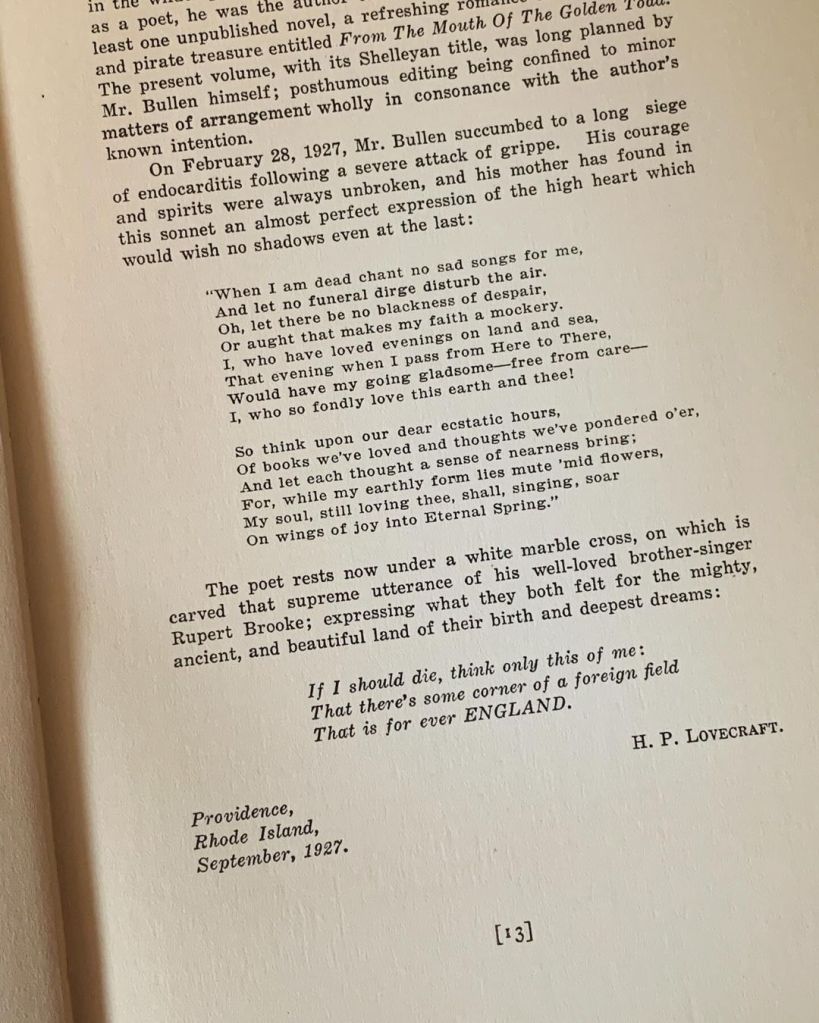 in the
as a poet, he was the author
least one unpublished novel, a refreshing romance
and pirate treasure entitled From The Mouth Of The Golden Toad.
The present volume, with its Shelleyan title, was long planned by
Mr. Bullen himself; posthumous editing being confined to minor
matters of arrangement wholly in consonance with the author's
known intention.
On February 28, 1927, Mr. Bullen succumbed to a long siege
of endocarditis following a severe attack of grippe. His courage
and spirits were always unbroken, and his mother has found in
this sonnet an almost perfect expression of the high heart which
would wish no shadows even at the last:
“When I am dead chant no sad songs for me,
And let no funeral dirge disturb the air.
Oh, let there be no blackness of despair,
Or aught that makes my faith a mockery.
I, who have loved evenings on land and sea,
That evening when I pass from Here to There,
Would have my going gladsome—free from care—
I, who so fondly love this earth and thee!
So think upon our dear ecstatic hours,
Of books we've loved and thoughts we've pondered o'er,
And let each thought a sense of nearness bring;
For, while my earthly form lies mute 'mid flowers,
My soul, still loving thee, shall, singing, soar
On wings of joy into Eternal Spring.”
The poet rests now under a white marble cross, on which is
carved that supreme utterance of his well-loved brother-singer
Rupert Brooke; expressing what they both felt for the mighty,
ancient, and beautiful land of their birth and deepest dreams:
If I should die, think only this of me:
That there's some corner of a foreign field
That is for ever ENGLAND.
H. P. LOVECRAFT.
Providence,
Rhode Island,
September, 1927.
[13]